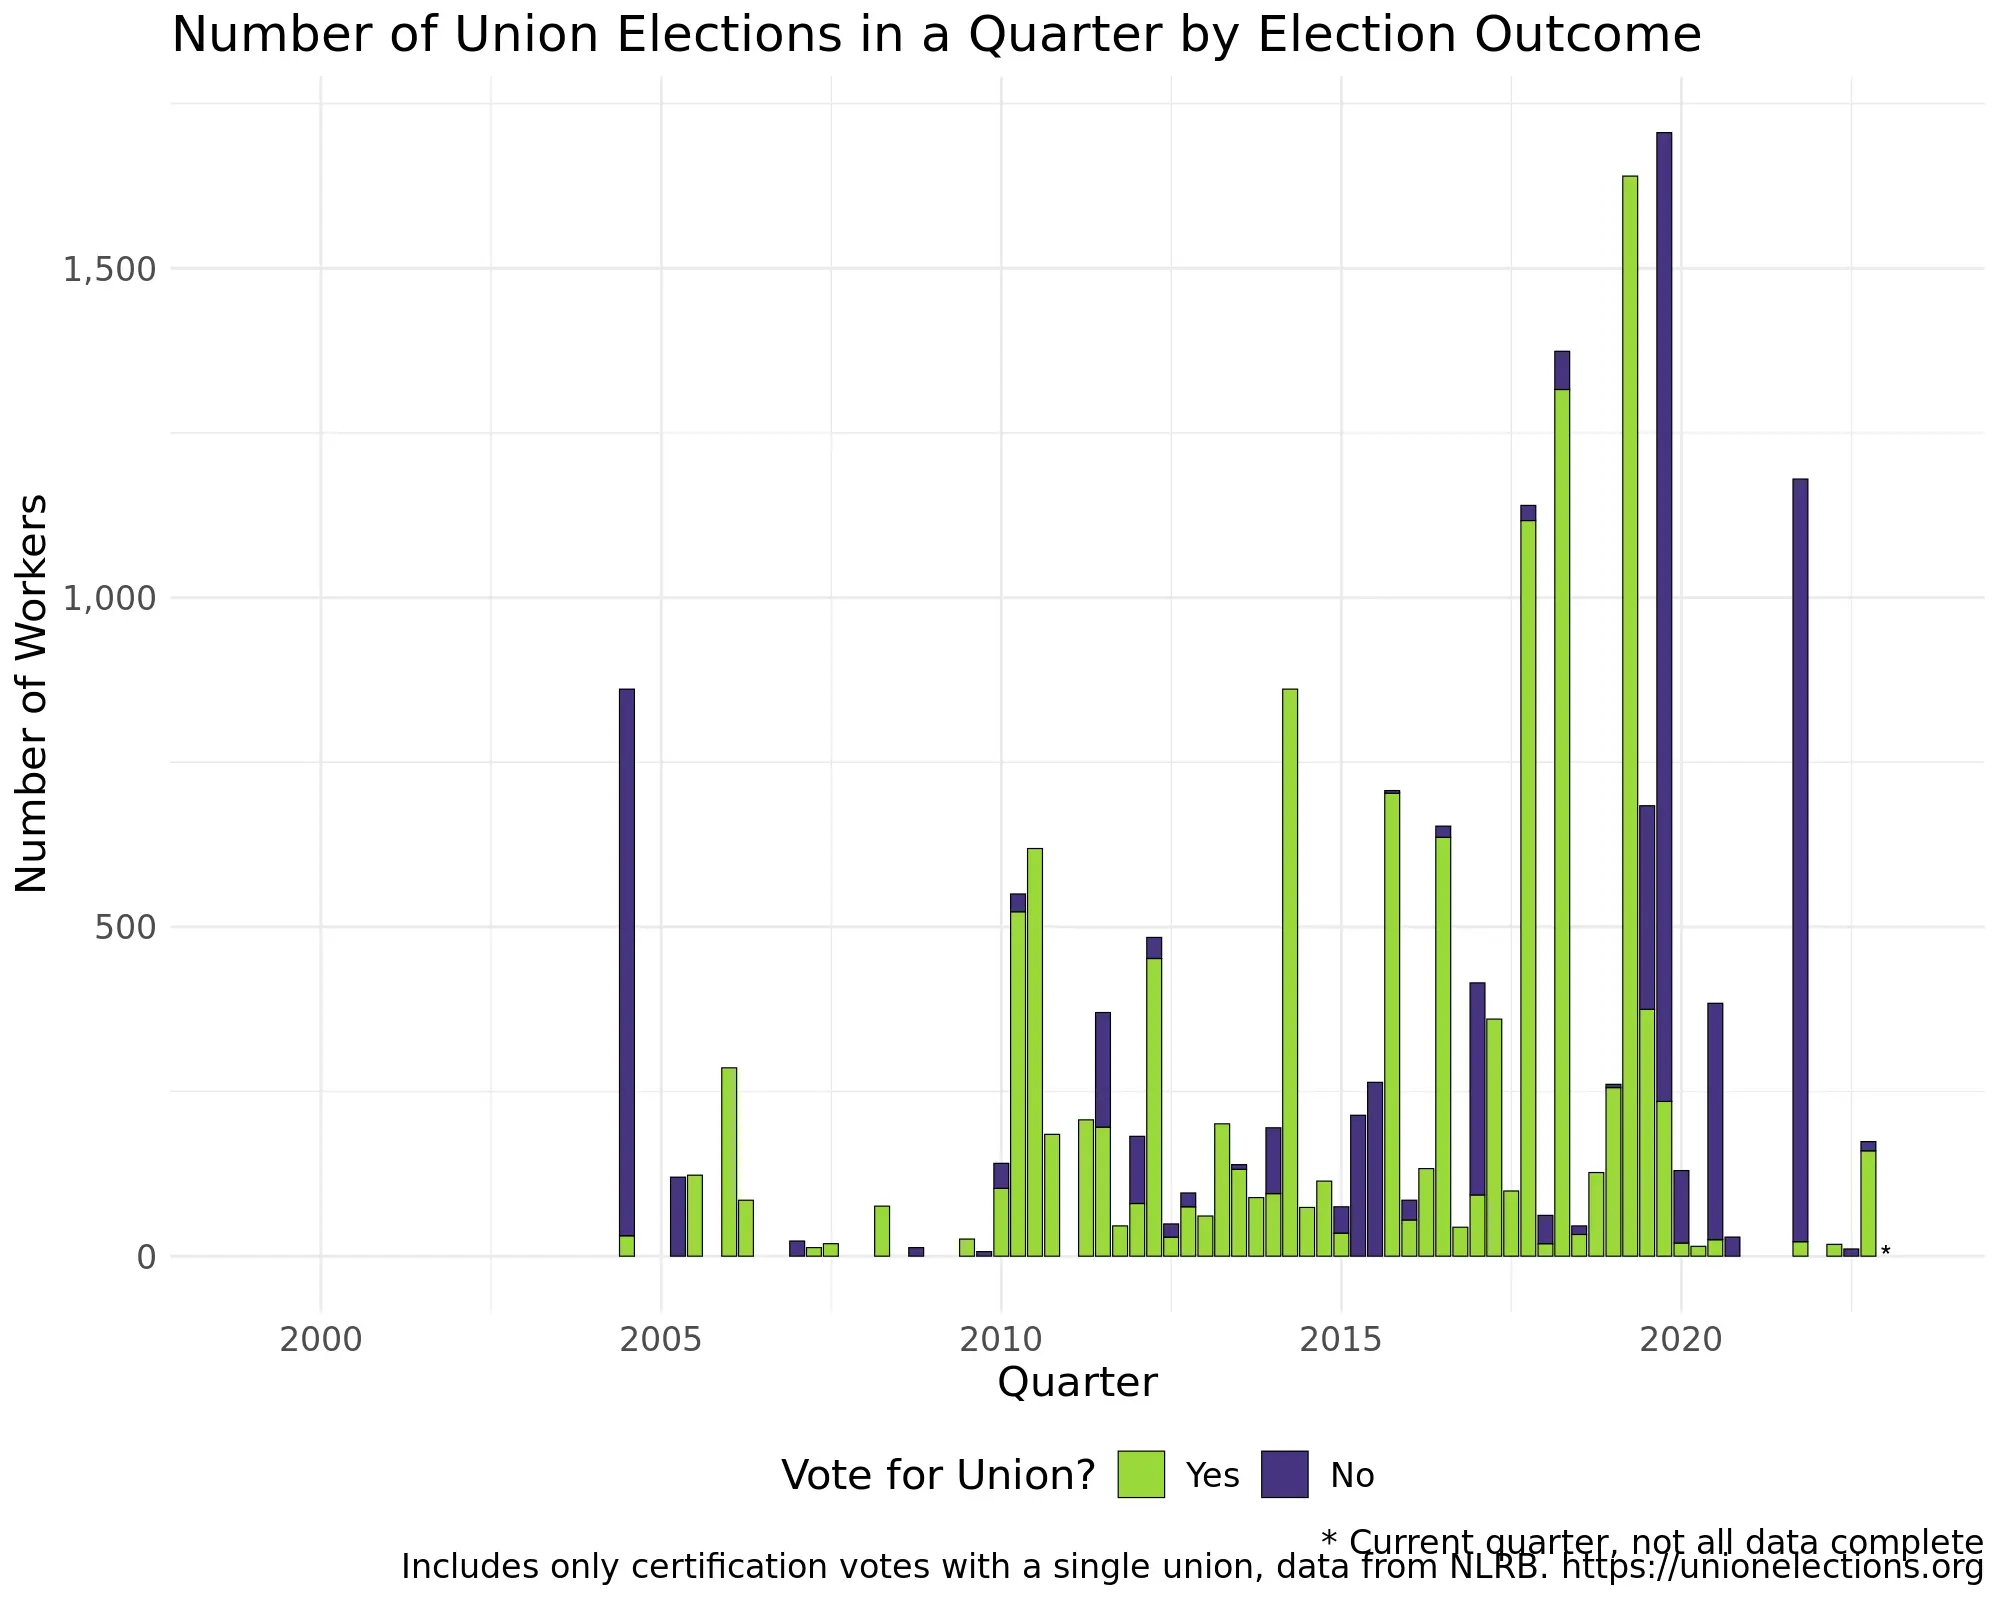 Number of Union Elections in a Quarter by Election Outcome
Number of Workers
1,500
1,000
500
0
*
2000 2005 2010 2015 2020
Quarter
Vote for Union? Yes No
* Current quarter, not all data complete
Includes only certification votes with a single union, data from NLRB. https://unionelections.org